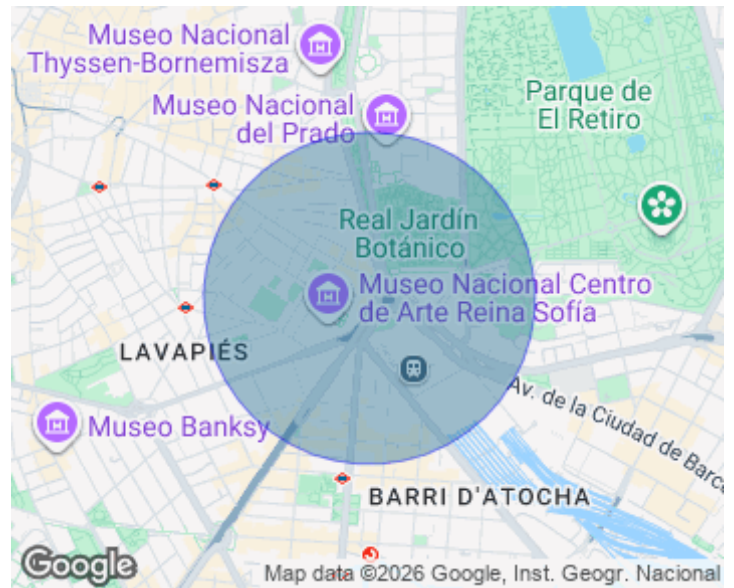 Museo Nacional
Thyssen-Bornemisza
Museo Nacional
del Prado
Parque de
El Retiro
Real Jardín
Botánico
Museo Nacional Centro
de Arte Reina Sofía
LAVAPIÉS
Av. de la Ciudad de Barce
Museo Banksy
BARRI D'ATOCHA
Google
Map data ©2026 Google, Inst. Geogr. Nacional